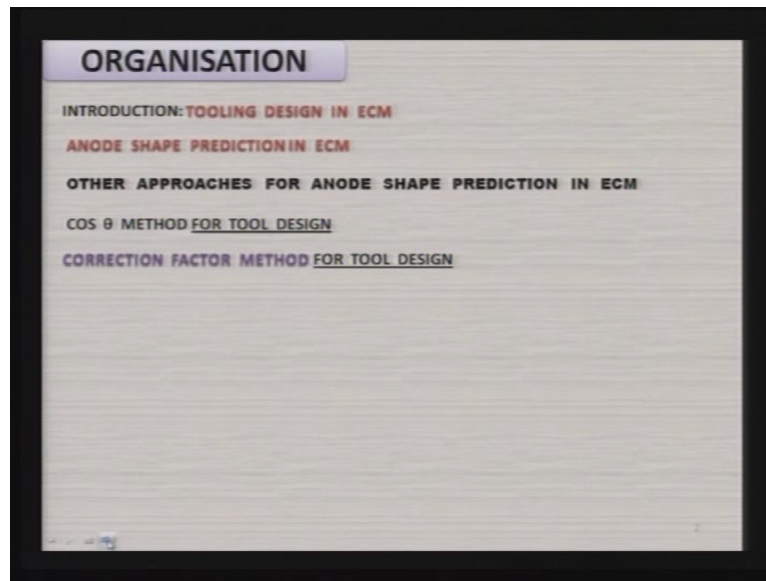 ORGANISATION
INTRODUCTION: TOOLING DESIGN IN ECM
ANODE SHAPE PREDICTION IN ECM
OTHER APPROACHES FOR ANODE SHAPE PREDICTION IN ECM
COS θ METHOD FOR TOOL DESIGN
CORRECTION FACTOR METHOD FOR TOOL DESIGN
2